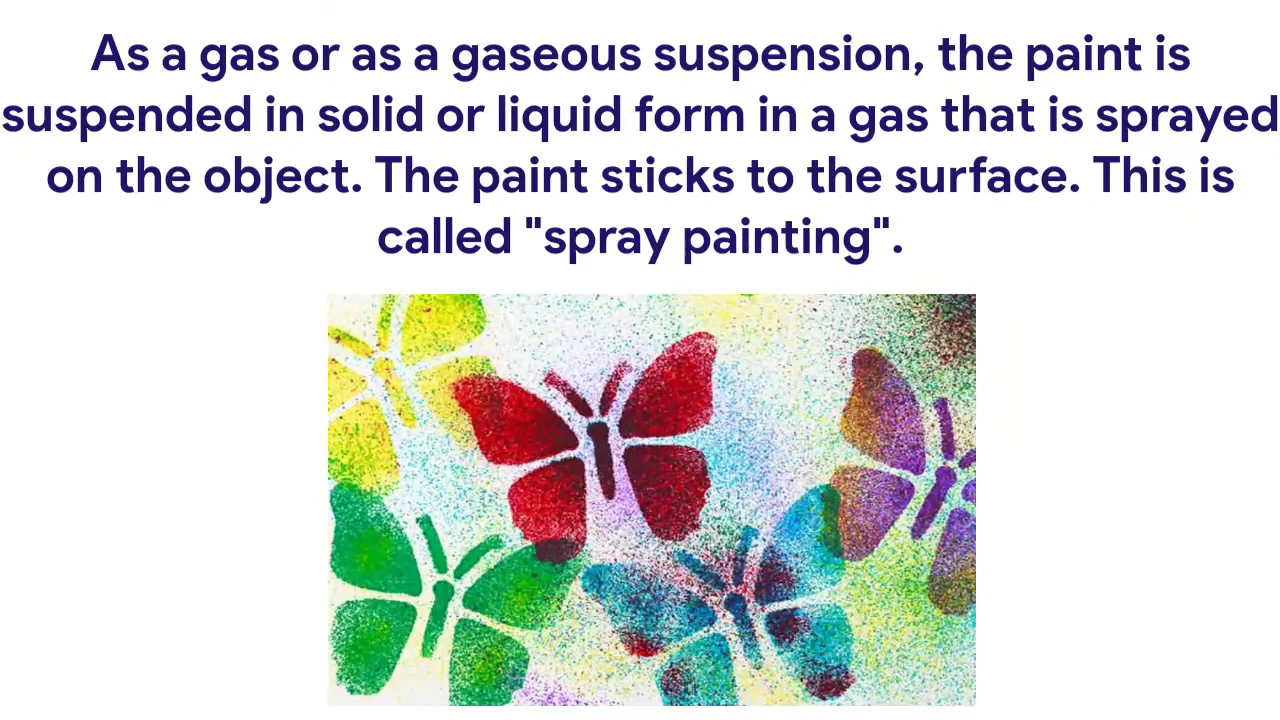 As a gas or as a gaseous suspension, the paint is
suspended in solid or liquid form in a gas that is sprayed
on the object. The paint sticks to the surface. This is
called "spray painting".